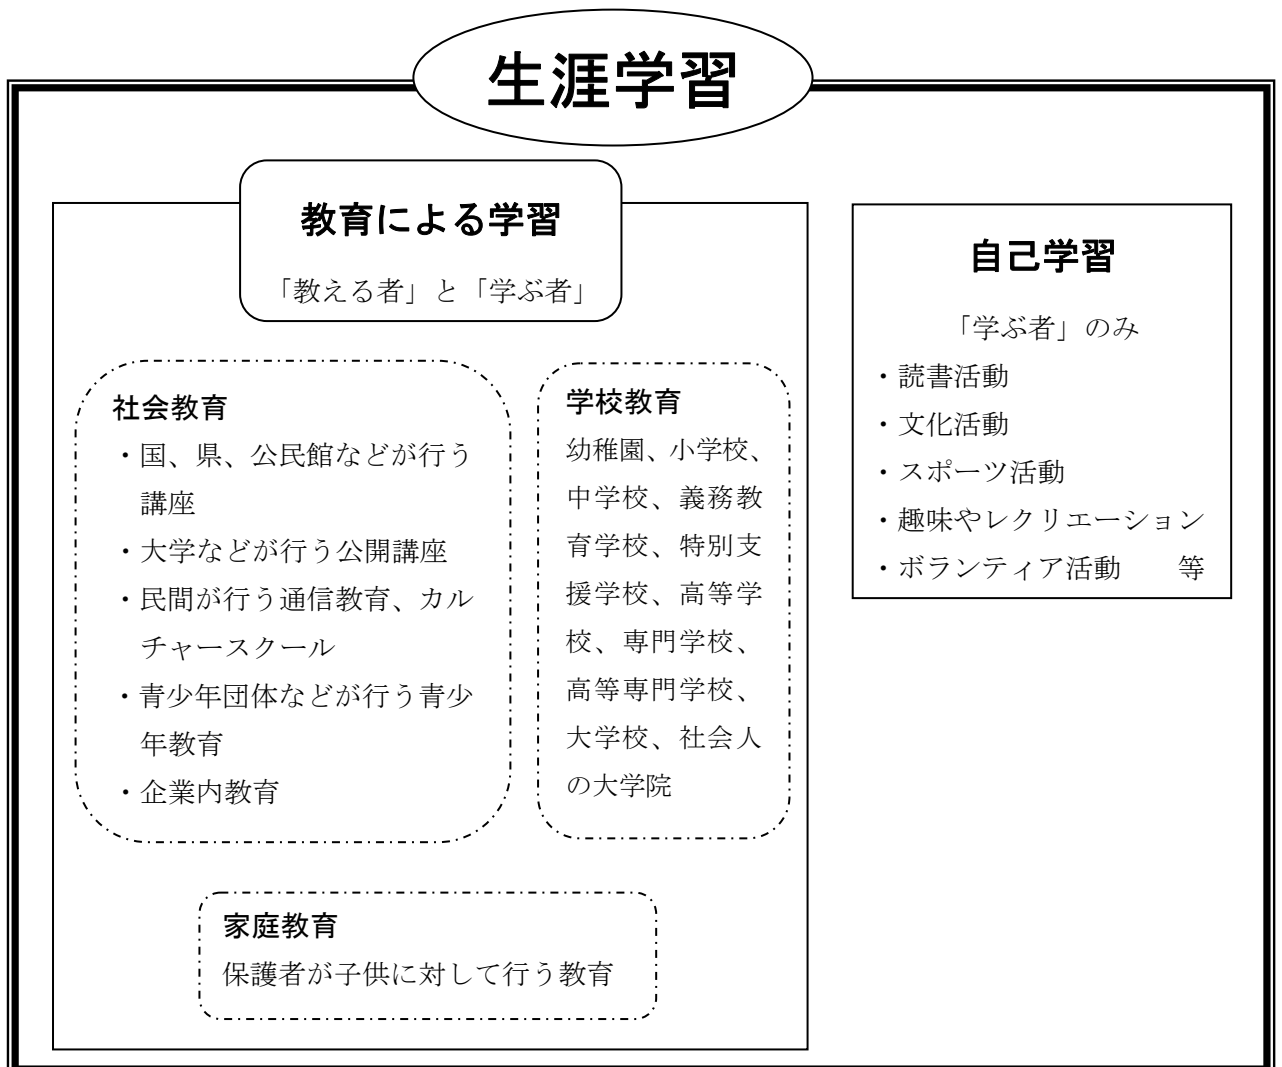 生涯学習
教育による学習
「教える者」と「学ぶ者」
社会教育
・国、県、公民館などが行う
講座
・大学などが行う公開講座
・民間が行う通信教育、カル
チャースクール
・青少年団体などが行う青少
年教育
・企業内教育
学校教育
幼稚園、小学校、
中学校、義務教
育学校、特別支
援学校、高等学
校、専門学校、
高等専門学校、
大学校、社会人
の大学院
家庭教育
保護者が子供に対して行う教育
自己学習
「学ぶ者」のみ
・読書活動
・文化活動
・スポーツ活動
・趣味やレクリエーション
・ボランティア活動　　等